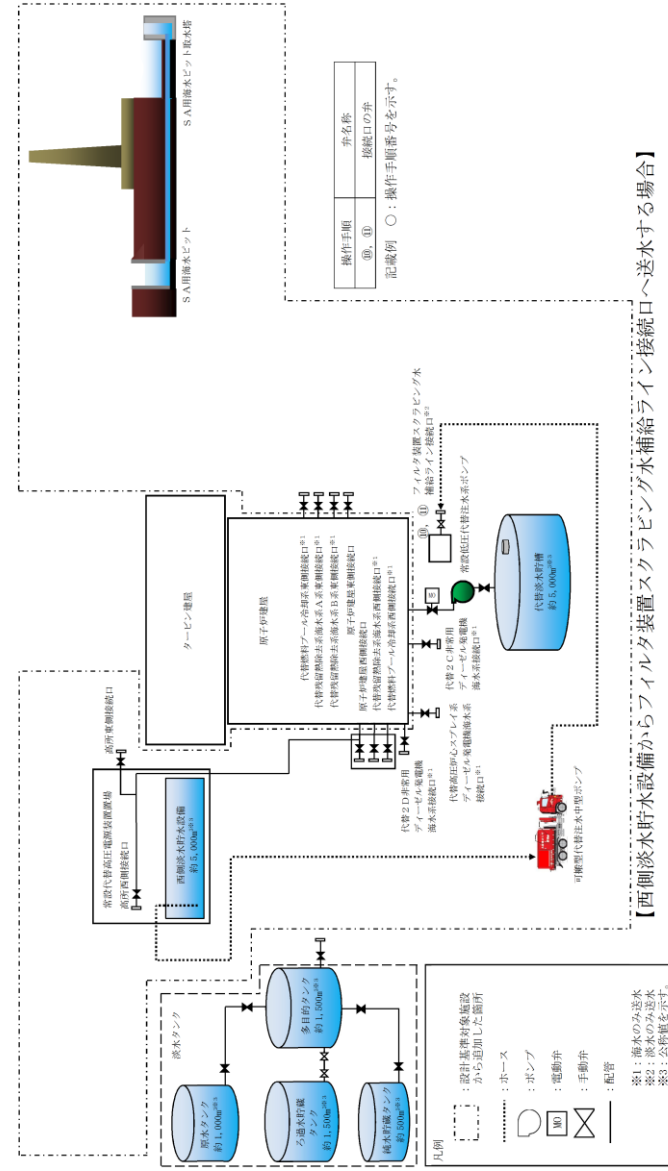 淡水タンク
原水タンク
約1,000m³※3
ろ過水貯蔵
タンク
約1,500m³※3
純水貯蔵タンク
約500m³※3
多目的タンク
約1,500m³※3
常設代替高圧電源装置置場
高所西側接続口
高所東側接続口
西側淡水貯水設備
約5,000m³※3
タービン建屋
原子炉建屋
代替燃料プール冷却系東側接続口※1
代替残留熱除去系海水系A系東側接続口※1
代替残留熱除去系海水系B系東側接続口※1
原子炉建屋東側接続口
原子炉建屋西側接続口
代替残留熱除去系海水系西側接続口※1
代替燃料プール冷却系西側接続口※1
代替2D非常用
ディーゼル発電機
海水系接続口※1
代替高圧炉心スプレイ系
ディーゼル発電機海水系
接続口※1
代替2C非常用
ディーゼル発電機
海水系接続口※1
MO
常設低圧代替注水系ポンプ
代替淡水貯槽
約5,000m³※3
⑩,⑪
フィルタ装置スクラビング水
補給ライン接続口※2
可搬型代替注水中型ポンプ
SA用海水ピット
SA用海水ピット取水塔
操作手順 弁名称
⑩,⑪ 接続口の弁
記載例 ○:操作手順番号を示す。
凡例
:設計基準対象施設
から追加した箇所
:ホース
:ポンプ
MO :電動弁
:手動弁
:配管
※1:海水のみ送水
※2:淡水のみ送水
※3:公称値を示す。
【西側淡水貯水設備からフィルタ装置スクラビング水補給ライン接続口へ送水する場合】